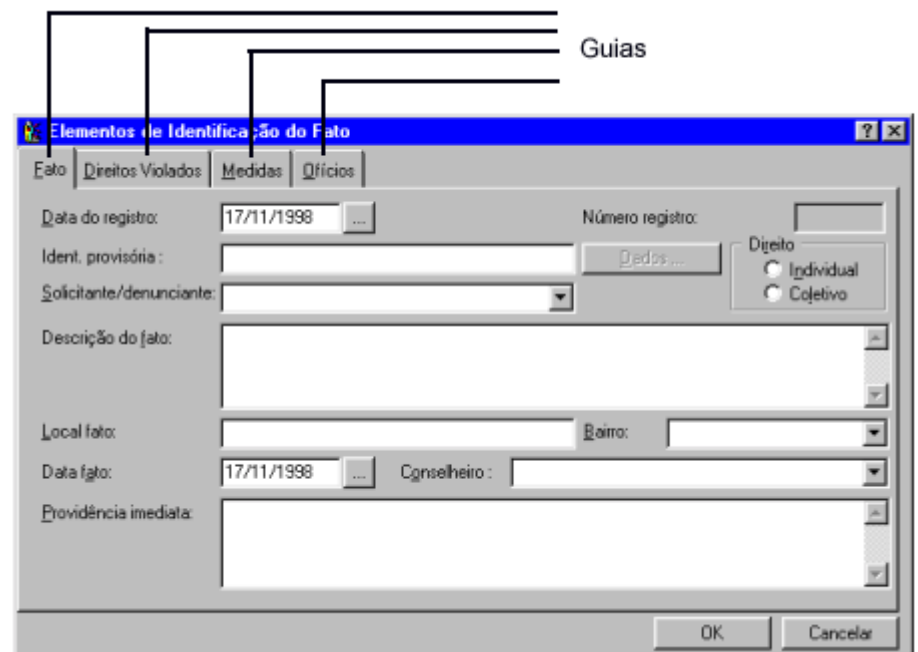 Guias
Elementos de Identificação do Fato
Fato Direitos Violados Medidas Ofícios
Data do registro: 17/11/1998 ... Número registro:
Ident. provisória : Dados ... Direito
Individual
Solicitante/denunciante: Coletivo
Descrição do fato:
Local fato: Bairro:
Data fato: 17/11/1998 ... Conselheiro :
Providência imediata:
OK Cancelar